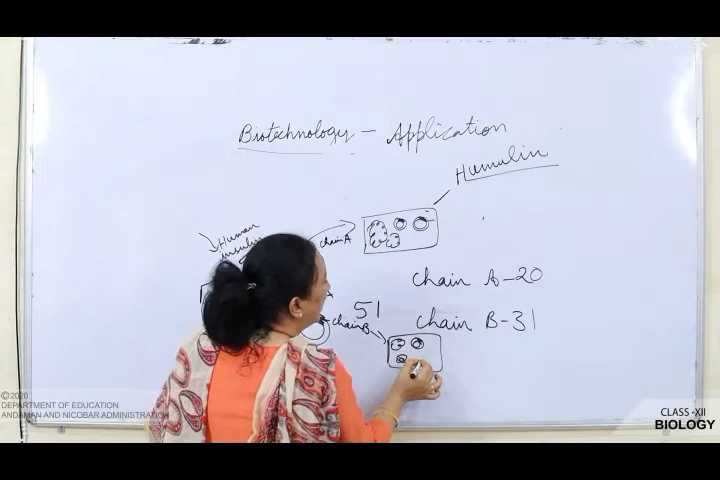 Biotechnology - Application
Humulin
Human
insulin
chain A
Chain A-20
51
Chain B-31
chain B
©2020
DEPARTMENT OF EDUCATION
ANDAMAN AND NICOBAR ADMINISTRATION
CLASS -XII
BIOLOGY